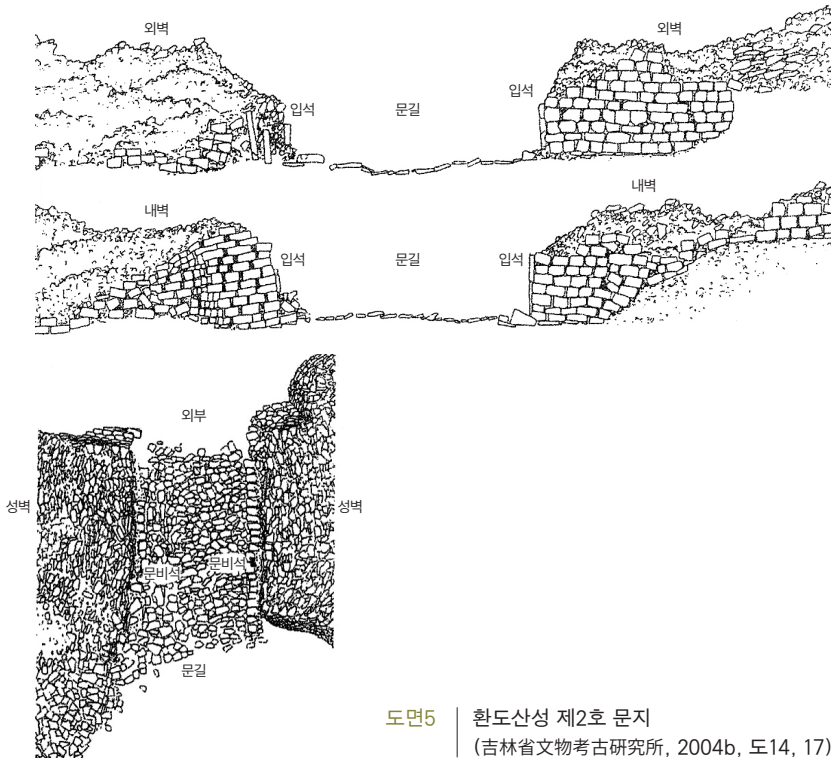 외벽
외벽
입석
문길
입석
내벽
내벽
입석
문길
입석
외부
성벽
성벽
문비석
문비석
문길
도면5 환도산성 제2호 문지
(吉林省文物考古研究所, 2004b, 도14, 17)